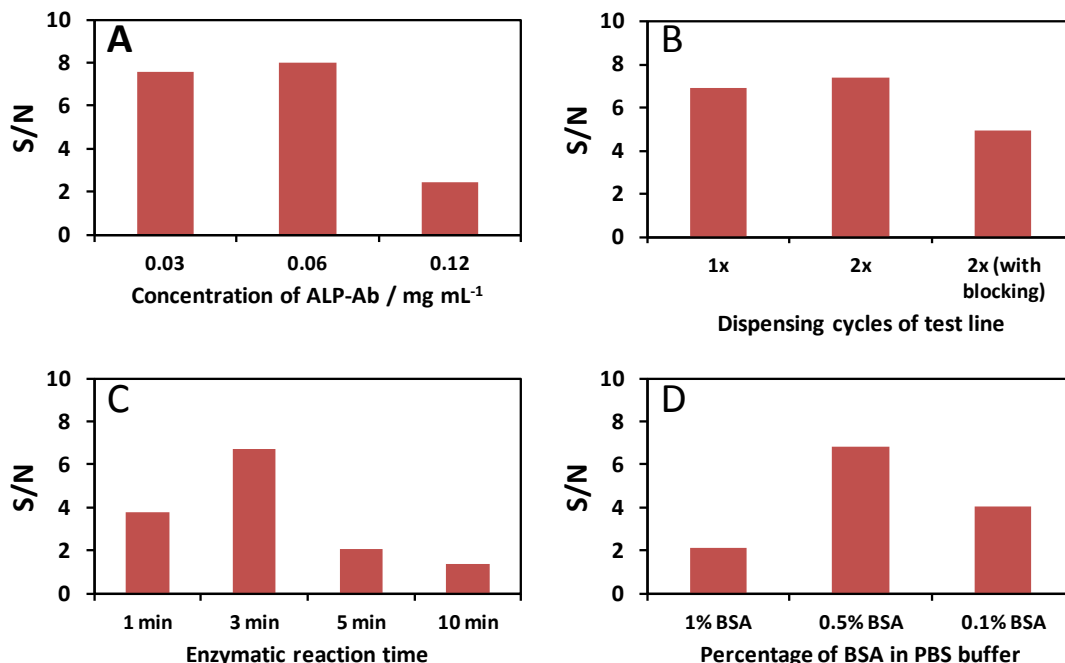 A
10
8
6
4
2
0
S/N
0.03 0.06 0.12
Concentration of ALP-Ab / mg mL⁻¹
B
10
8
6
4
2
0
S/N
1x 2x 2x (with
blocking)
Dispensing cycles of test line
C
10
8
6
4
2
0
S/N
1 min 3 min 5 min 10 min
Enzymatic reaction time
D
10
8
6
4
2
0
S/N
1% BSA 0.5% BSA 0.1% BSA
Percentage of BSA in PBS buffer